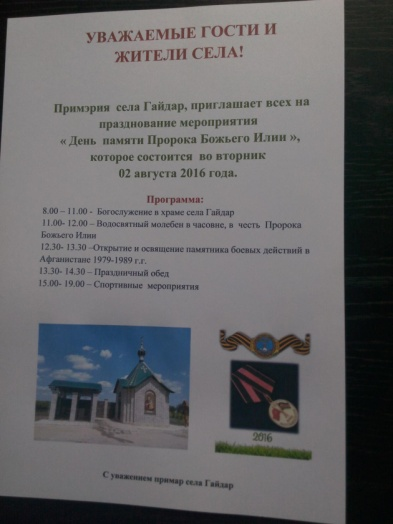 УВАЖАЕМЫЕ ГОСТИ И
ЖИТЕЛИ СЕЛА!
Примэрия села Гайдар, приглашает всех на
празднование мероприятия
« День памяти Пророка Божьего Илии »,
которое состоится во вторник
02 августа 2016 года.
Программа:
8.00 – 11.00 - Богослужение в храме села Гайдар
11.00- 12.00 – Водосвятный молебен в часовне, в честь Пророка
Божьего Илии
12.30- 13.30 –Открытие и освящение памятника боевых действий в
Афганистане 1979-1989 г.г.
13.30- 14.30 – Праздничный обед
15.00- 19.00 – Спортивные мероприятия
2016
С уважением примар села Гайдар